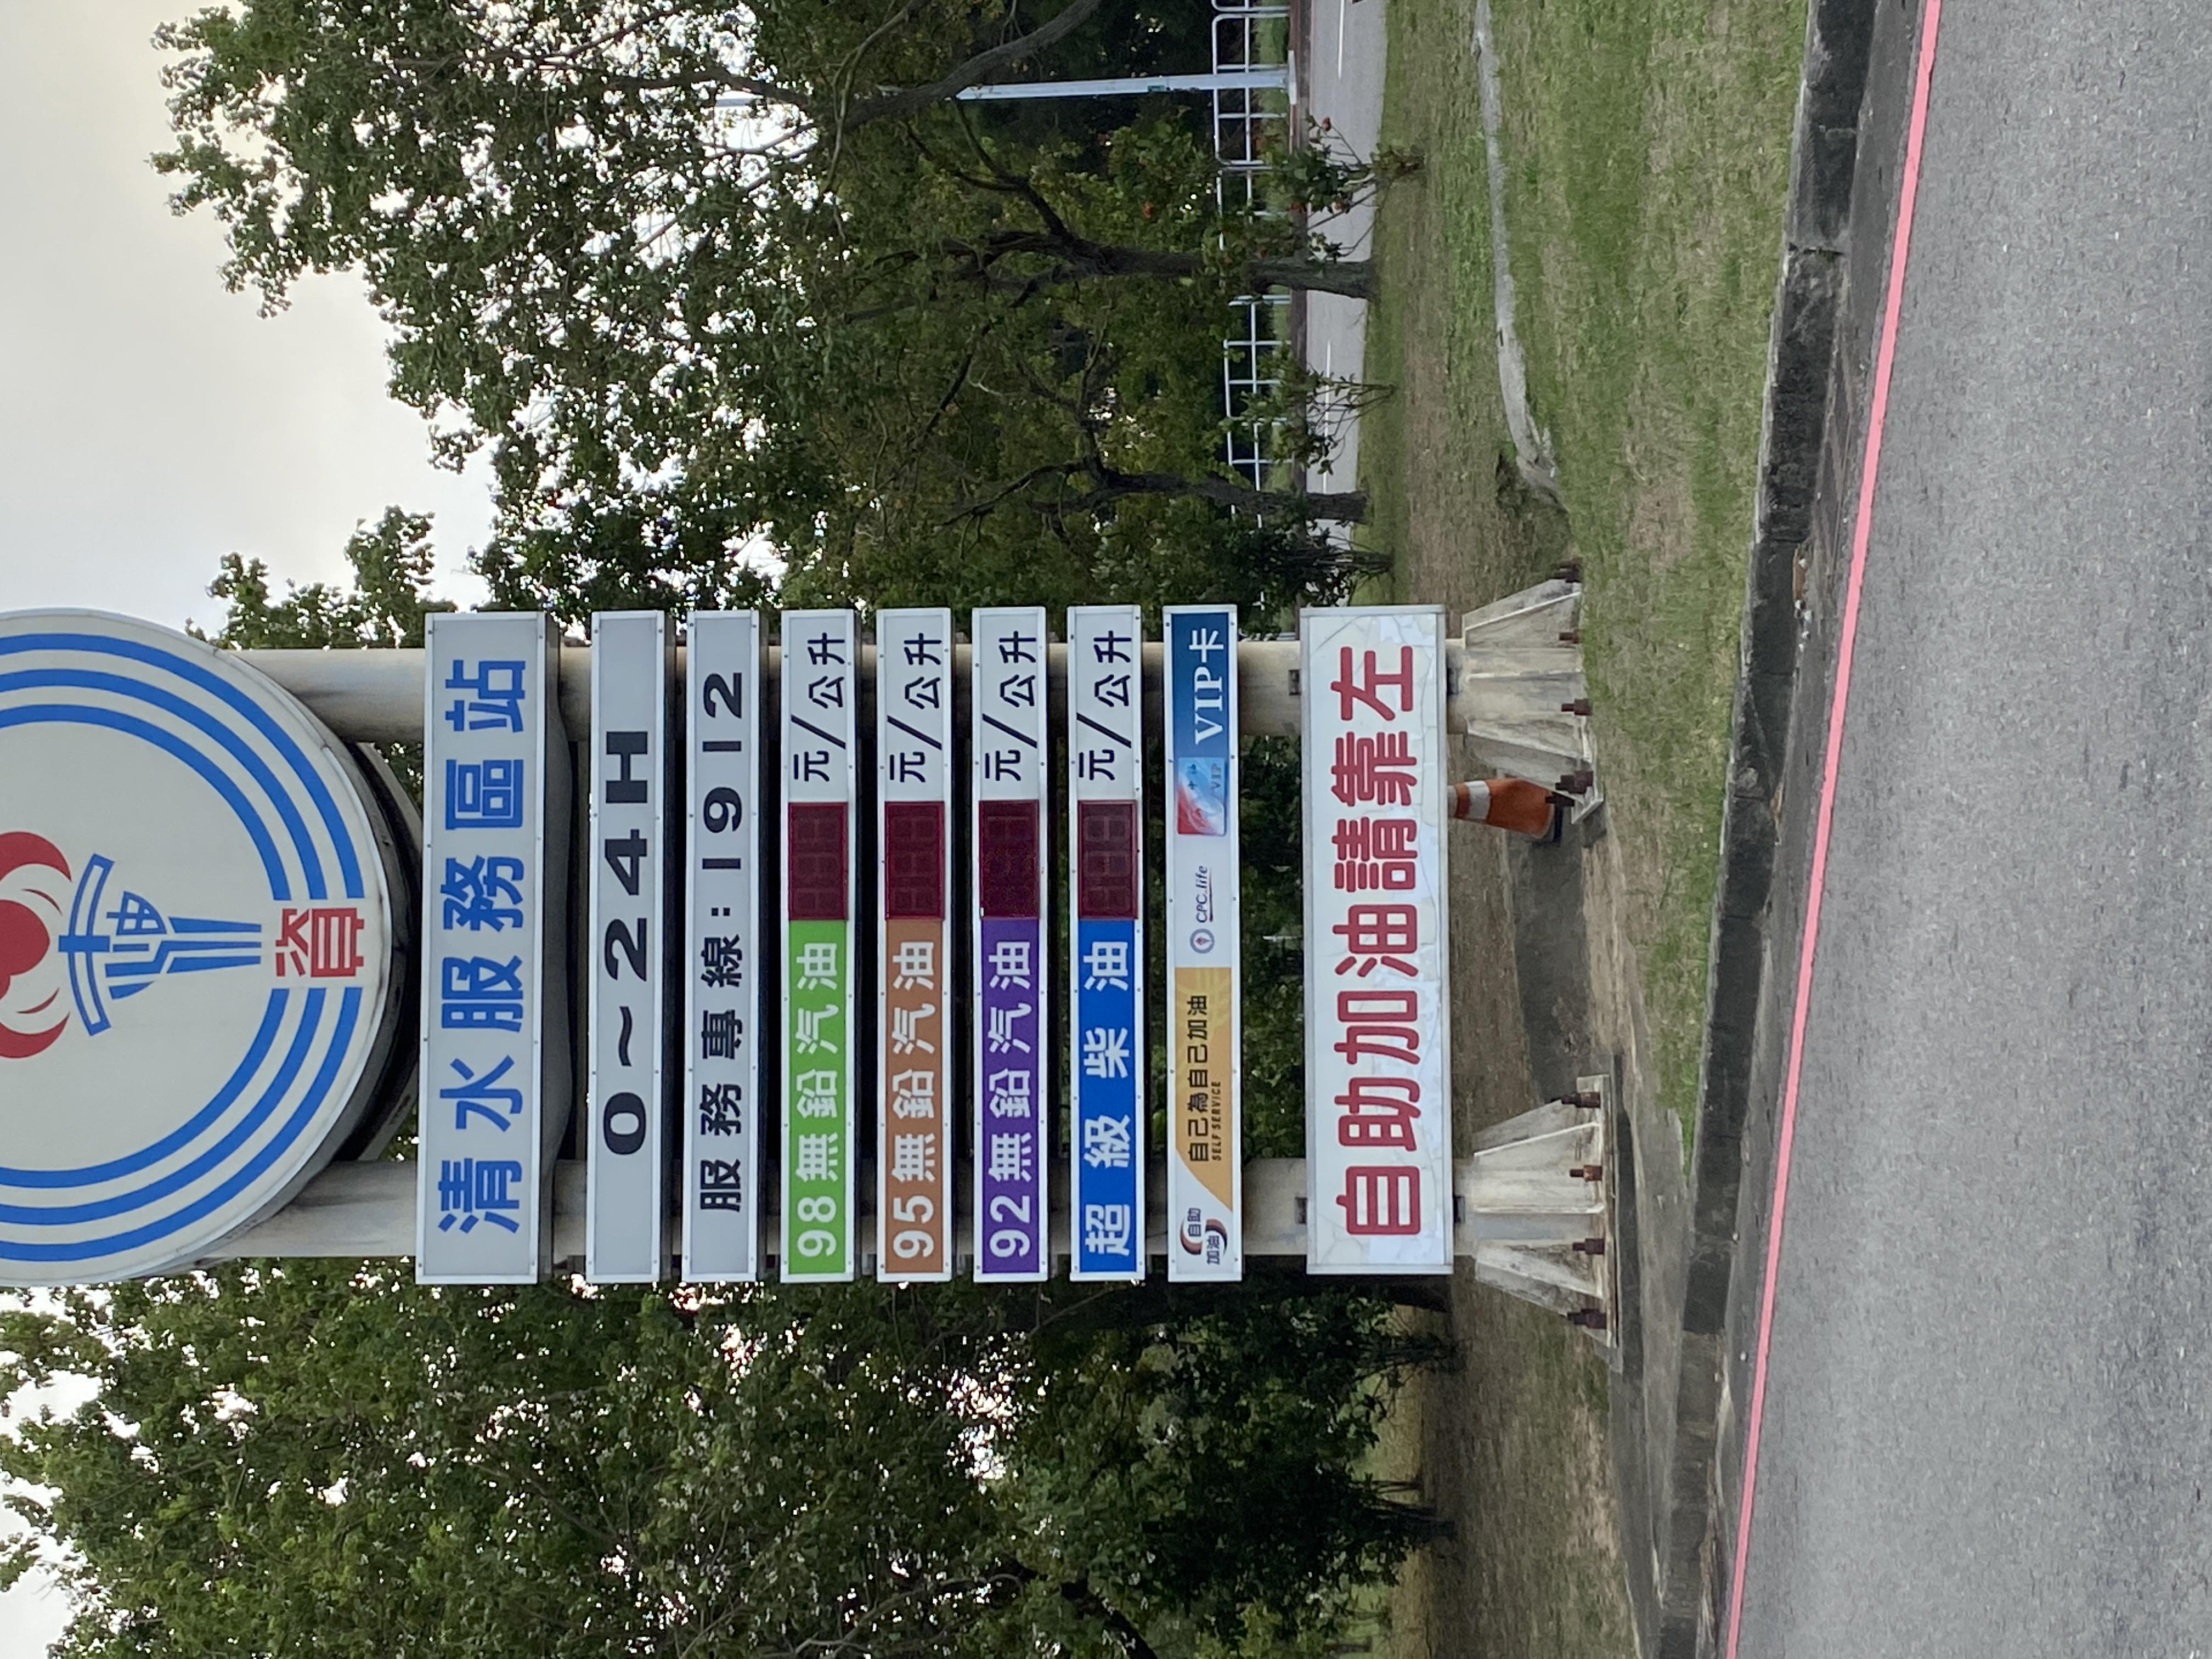 省
清水服務區站
0~24H
服務專線:1912
98無鉛汽油 元/公升
95無鉛汽油 元/公升
92無鉛汽油 元/公升
超級柴油 元/公升
自助
加油
自己為自己加油
SELF SERVICE
CPC.life
VIP
VIP卡
自助加油請靠左